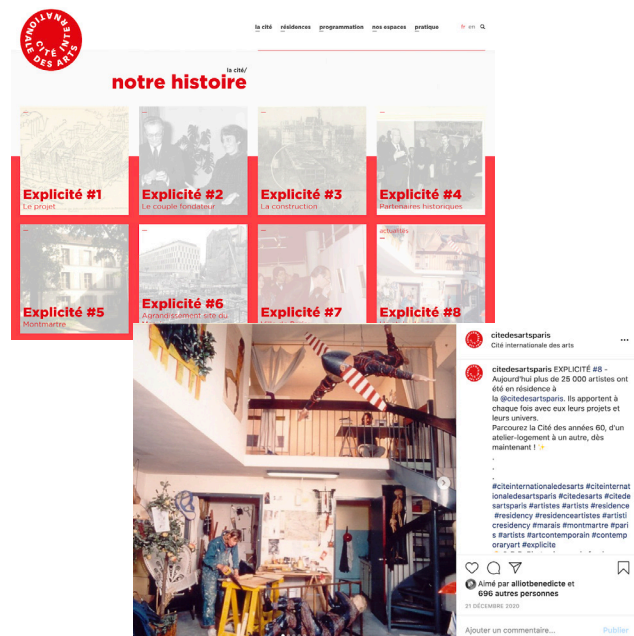 CITÉ INTERNATIONALE DES ARTS
la cité résidences programmation nos espaces pratique fr en
la cité/
notre histoire
Explicité #1
Le projet
Explicité #2
Le couple fondateur
Explicité #3
La construction
Explicité #4
Partenaires historiques
actuartés
Explicité #5
Montmartre
Explicité #6
Agrandissement site du
Explicité #7
Explicité #8
citedesartsparis
Cité internationale des arts
citedesartsparis EXPLICITÉ #8 -
Aujourd'hui plus de 25 000 artistes ont
été en résidence à
la @citedesartsparis. Ils apportent à
chaque fois avec eux leurs projets et
leurs univers.
Parcourez la Cité des années 60, d'un
atelier-logement à un autre, dès
maintenant ! ✨
.
.
.
#citeinternationaledesarts #citeinternat
ionaledesartsparis #citedesarts #citede
sartsparis #artistes #artists #residence
#residency #residenceartistes #artisti
cresidency #marais #montmartre #pari
s #artists #artcontemporain #contemp
oraryart #explicite
Aimé par alliotbenedicte et
696 autres personnes
21 DÉCEMBRE 2020
Ajouter un commentaire... Publier